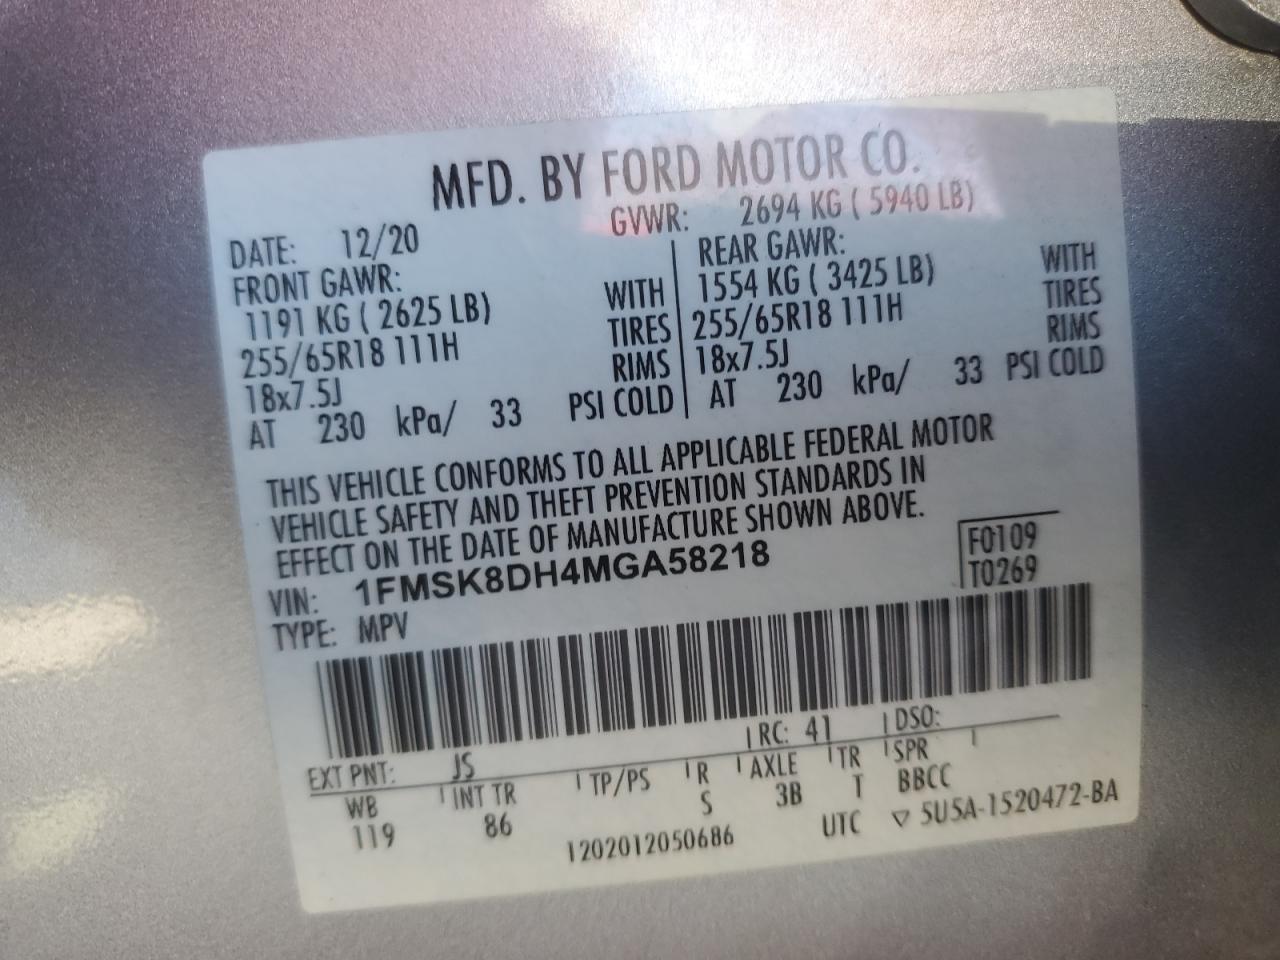 MFD. BY FORD MOTOR CO.
DATE: 12/20 GVWR: 2694 KG ( 5940 LB)
FRONT GAWR: REAR GAWR:
1191 KG ( 2625 LB) WITH 1554 KG ( 3425 LB) WITH
255/65R18 111H TIRES 255/65R18 111H TIRES
18x7.5J RIMS 18x7.5J RIMS
AT 230 kPa/ 33 PSI COLD AT 230 kPa/ 33 PSI COLD
THIS VEHICLE CONFORMS TO ALL APPLICABLE FEDERAL MOTOR
VEHICLE SAFETY AND THEFT PREVENTION STANDARDS IN
EFFECT ON THE DATE OF MANUFACTURE SHOWN ABOVE.
VIN: 1FMSK8DH4MGA58218 F0109
TYPE: MPV T0269
EXT PNT: JS RC: 41 DSO:
WB INT TR TP/PS R AXLE TR SPR
119 86 S 3B T BBCC
1202012050686 UTC ▽ 5U5A-1520472-BA